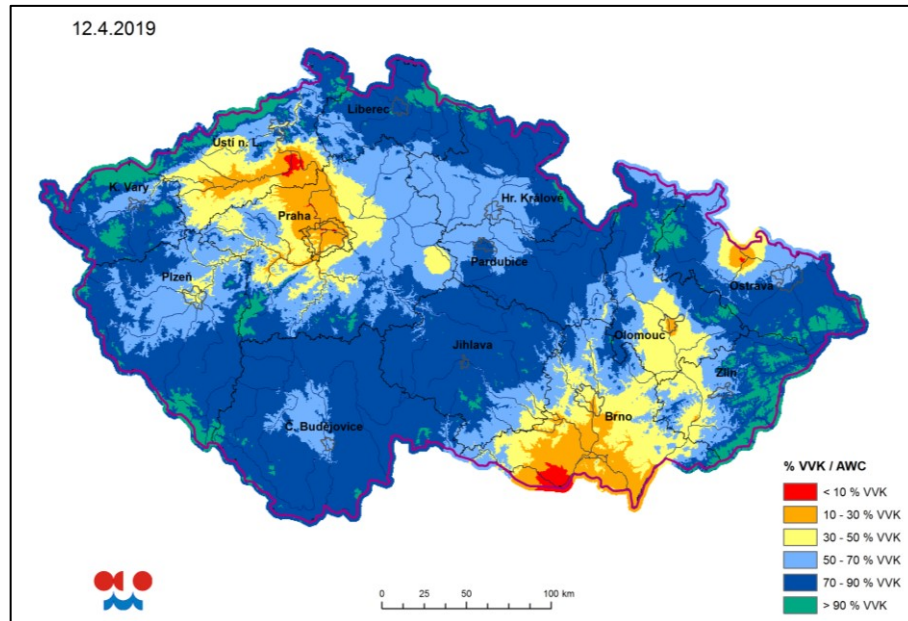 12.4.2019
Liberec
Ústí n. L.
K. Vary
Hr. Králové
Praha
Pardubice
Plzeň
Ostrava
Olomouc
Jihlava
Zlín
Brno
Č. Budějovice
% VVK / AWC
< 10 % VVK
10 - 30 % VVK
30 - 50 % VVK
50 - 70 % VVK
70 - 90 % VVK
> 90 % VVK
0 25 50 100 km